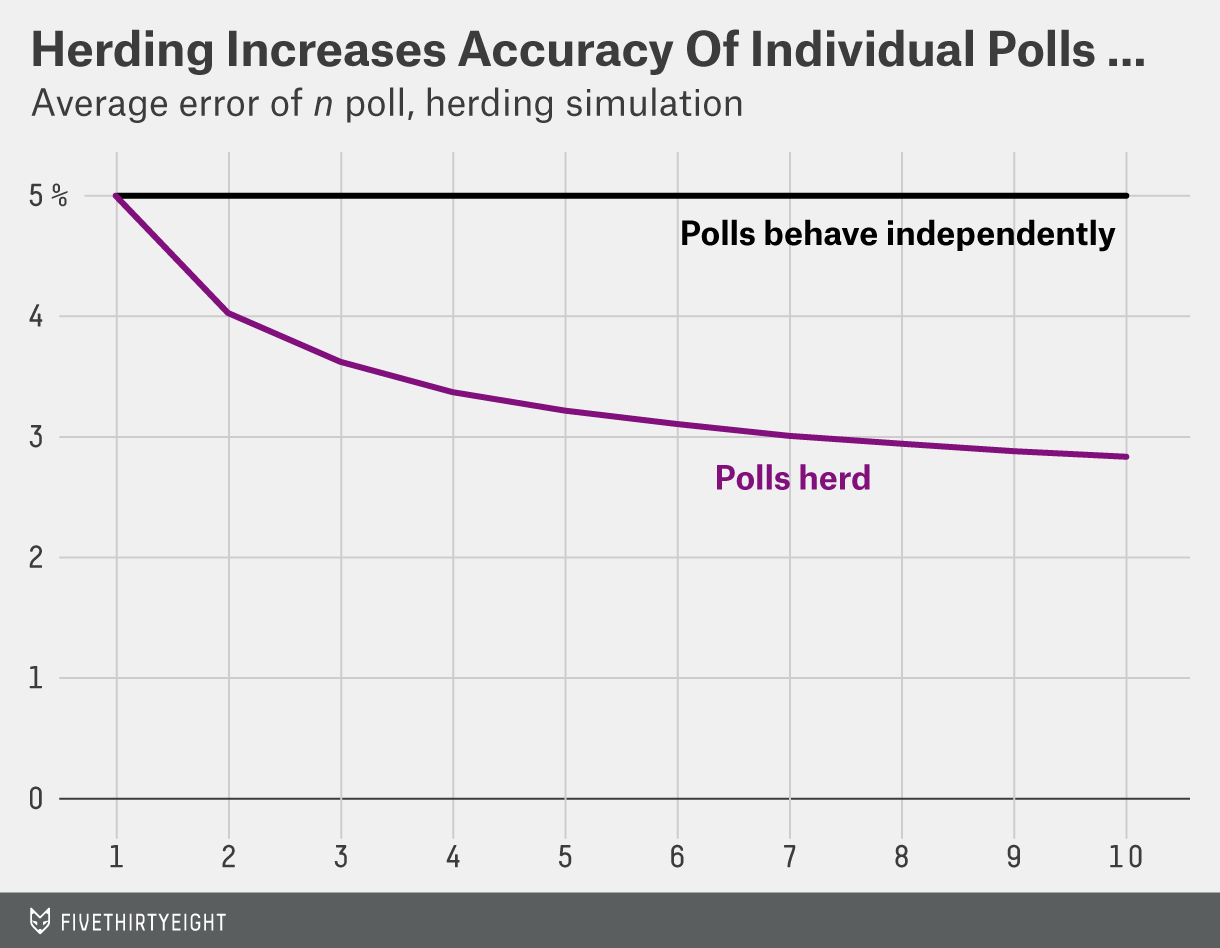 Herding Increases Accuracy Of Individual Polls ...
Average error of n poll, herding simulation
5 %
Polls behave independently
4
3
Polls herd
2
1
0
1 2 3 4 5 6 7 8 9 10
FIVETHIRTYEIGHT